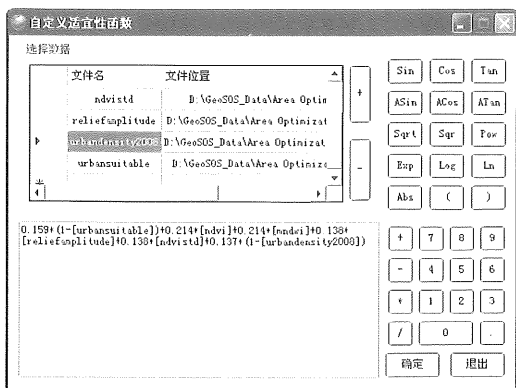 自定义适宜性函数
选择数据
文件名 文件位置
ndvistd D:\GeoSOS_Data\Area Optim
reliefamplitude D:\GeoSOS_Data\Area Optimizat
urbandensity2008 D:\GeoSOS_Data\Area Optimizat
urbansuitable D:\GeoSOS_Data\Area Optimiza
+
-
Sin Cos Tan
ASin ACos ATan
Sqrt Sqr Pow
Exp Log Ln
Abs ( )
0.159*(1-[urbansuitable])+0.214*[ndvi]+0.214*[mndwi]+0.138*
[reliefamplitude]+0.138*[ndvistd]+0.137*(1-[urbandensity2008])
+ 7 8 9
- 4 5 6
* 1 2 3
/ 0 .
确定 退出